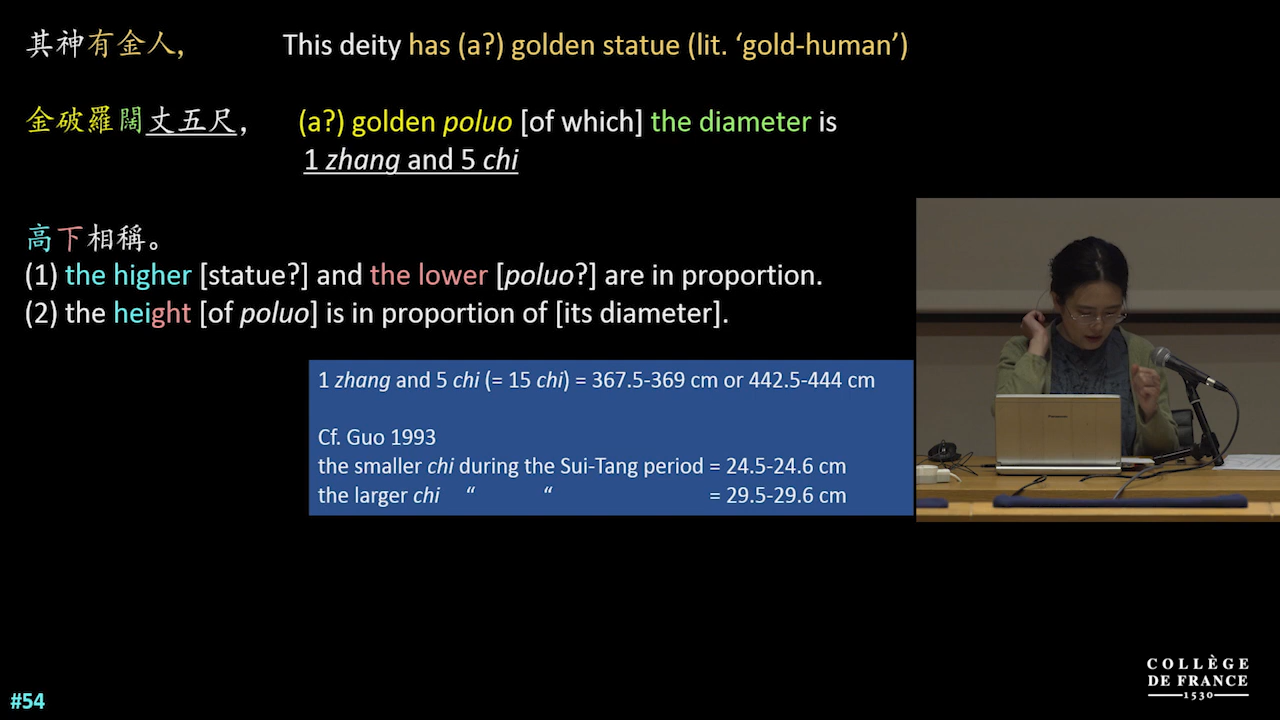 其神有金人, This deity has (a?) golden statue (lit. ‘gold-human’)
金破羅闊丈五尺, (a?) golden poluo [of which] the diameter is
1 zhang and 5 chi
高下相稱。
(1) the higher [statue?] and the lower [poluo?] are in proportion.
(2) the height [of poluo] is in proportion of [its diameter].
1 zhang and 5 chi (= 15 chi) = 367.5-369 cm or 442.5-444 cm
Cf. Guo 1993
the smaller chi during the Sui-Tang period = 24.5-24.6 cm
the larger chi “ “ = 29.5-29.6 cm
COLLÈGE
DE FRANCE
1530
#54